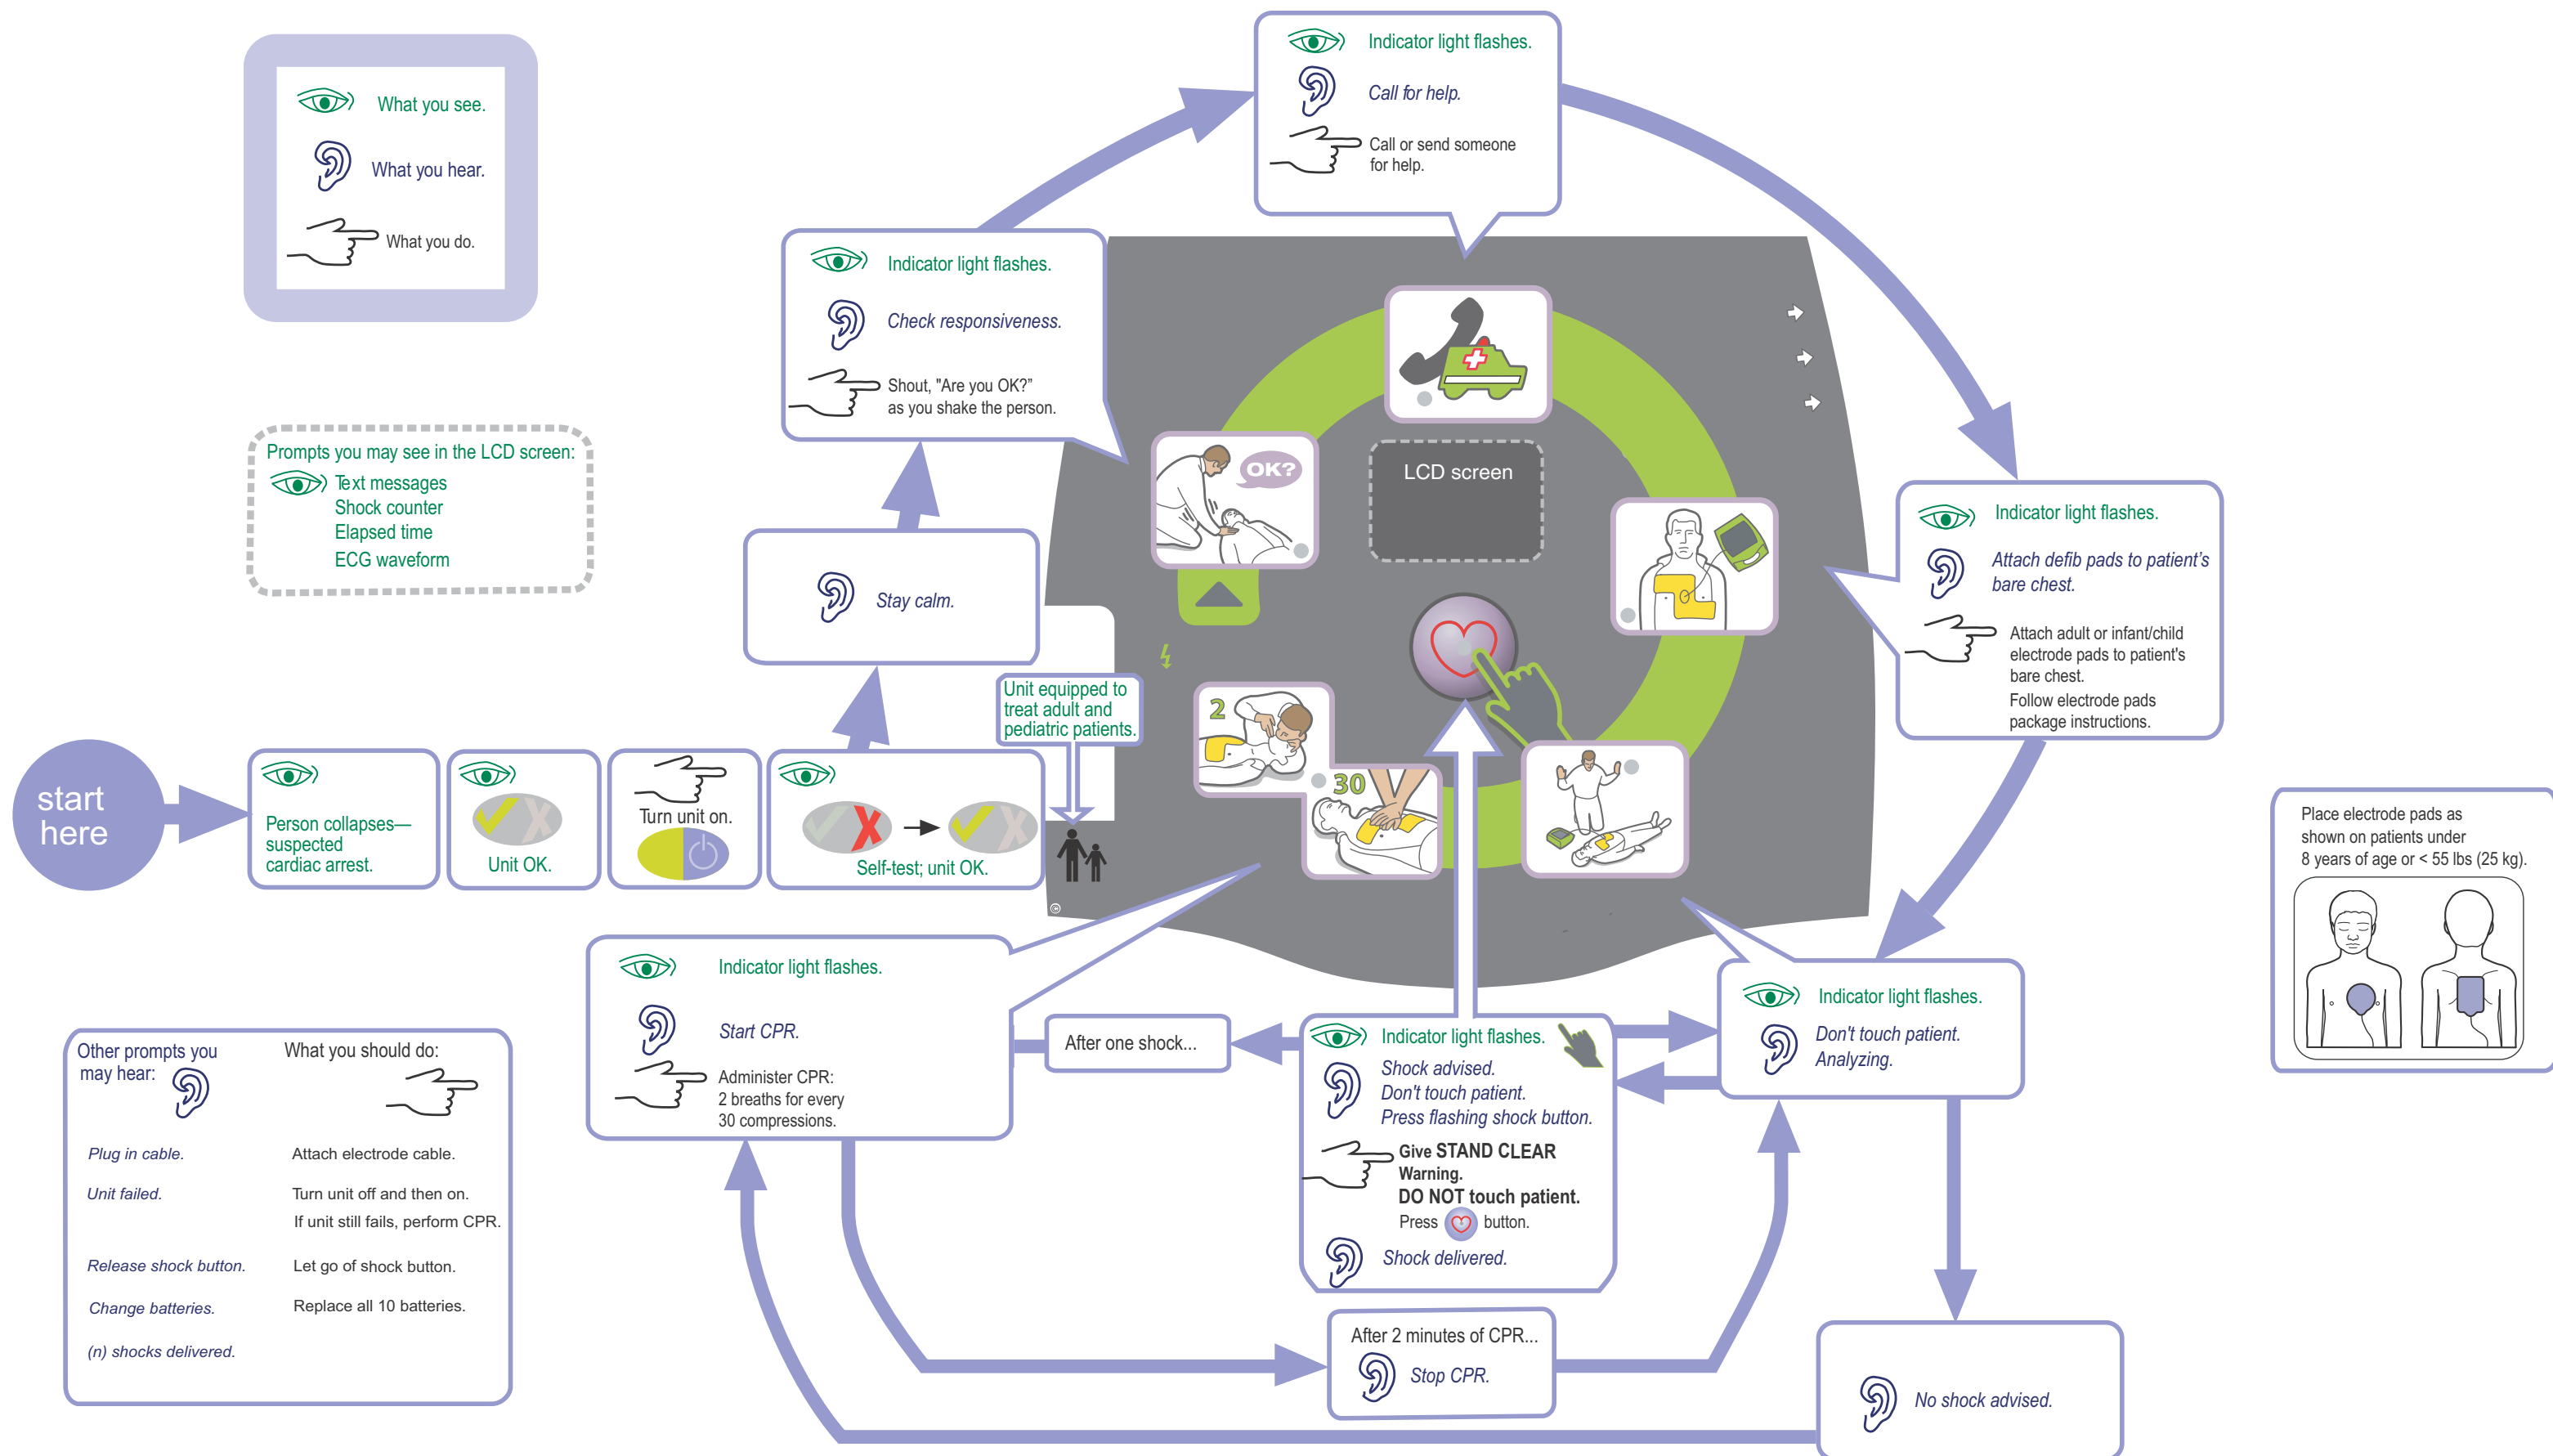 What you see.
What you hear.
What you do.
Prompts you may see in the LCD screen:
Text messages
Shock counter
Elapsed time
ECG waveform
start
here
Person collapses—
suspected
cardiac arrest.
Unit OK.
Turn unit on.
Self-test; unit OK.
Unit equipped to
treat adult and
pediatric patients.
Stay calm.
Indicator light flashes.
Check responsiveness.
Shout, "Are you OK?”
as you shake the person.
Indicator light flashes.
Call for help.
Call or send someone
for help.
OK?
LCD screen
2
30
©
Indicator light flashes.
Attach defib pads to patient’s
bare chest.
Attach adult or infant/child
electrode pads to patient's
bare chest.
Follow electrode pads
package instructions.
Place electrode pads as
shown on patients under
8 years of age or < 55 lbs (25 kg).
Indicator light flashes.
Don't touch patient.
Analyzing.
Indicator light flashes.
Shock advised.
Don't touch patient.
Press flashing shock button.
Give STAND CLEAR
Warning.
DO NOT touch patient.
Press button.
Shock delivered.
After one shock...
Indicator light flashes.
Start CPR.
Administer CPR:
2 breaths for every
30 compressions.
After 2 minutes of CPR...
Stop CPR.
No shock advised.
Other prompts you
may hear:
What you should do:
Plug in cable.
Attach electrode cable.
Unit failed.
Turn unit off and then on.
If unit still fails, perform CPR.
Release shock button.
Let go of shock button.
Change batteries.
Replace all 10 batteries.
(n) shocks delivered.